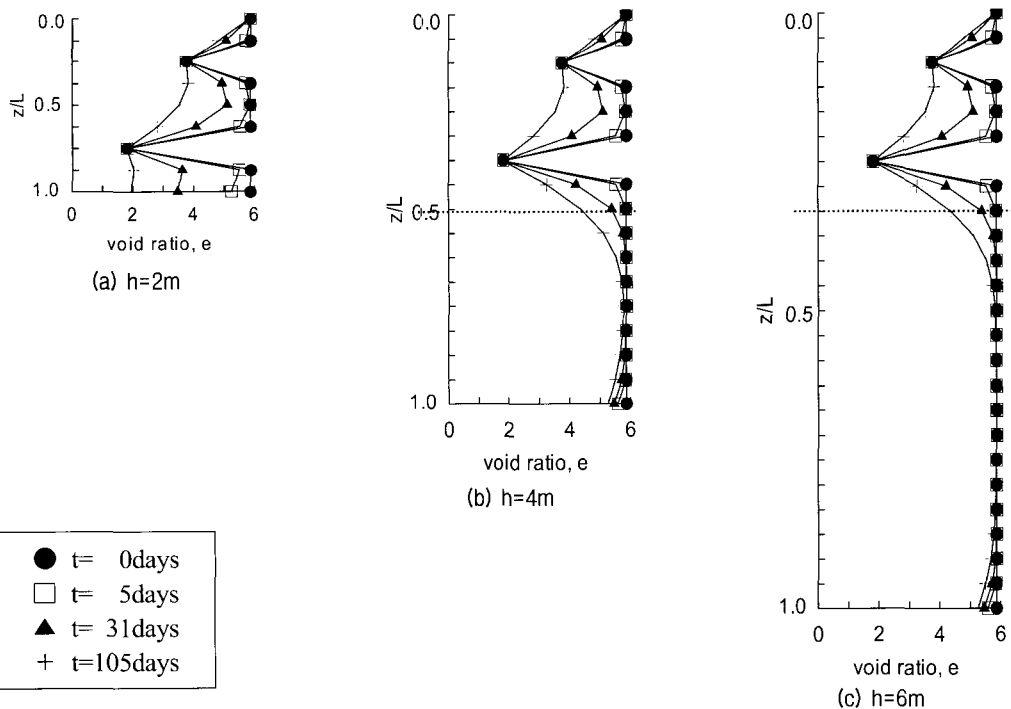 0.0
z/L
0.5
1.0
0 2 4 6
void ratio, e
(a) h=2m
0.0
z/L
0.5
1.0
0 2 4 6
void ratio, e
(b) h=4m
0.0
z/L
0.5
1.0
0 2 4 6
void ratio, e
(c) h=6m
t= 0days
t= 5days
t= 31days
t=105days